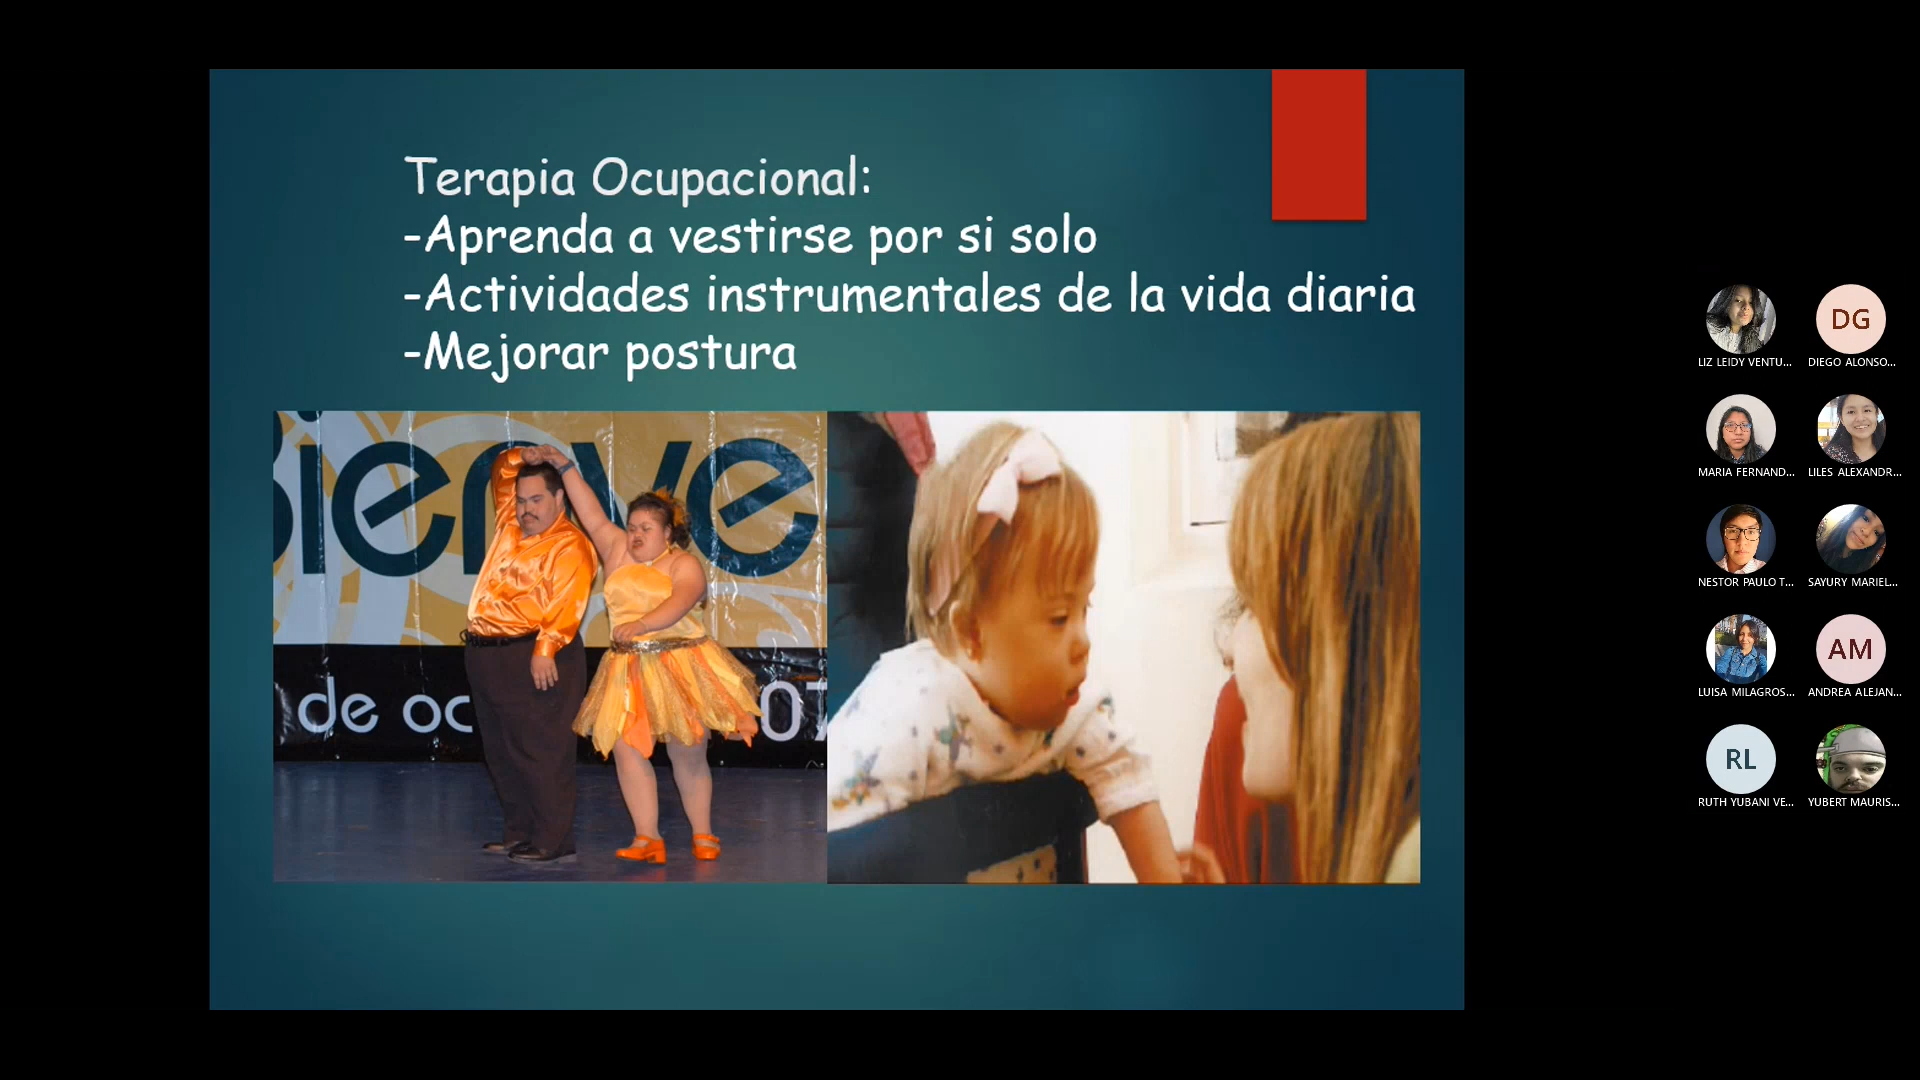 Terapia Ocupacional:
-Aprenda a vestirse por si solo
-Actividades instrumentales de la vida diaria
-Mejorar postura
Bienve
de oc
07
LIZ LEIDY VENTU...
DG
DIEGO ALONSO...
MARIA FERNAND...
LILES ALEXANDR...
NESTOR PAULO T...
SAYURY MARIEL...
LUISA MILAGROS...
AM
ANDREA ALEJAN...
RL
RUTH YUBANI VE...
YUBERT MAURIS...